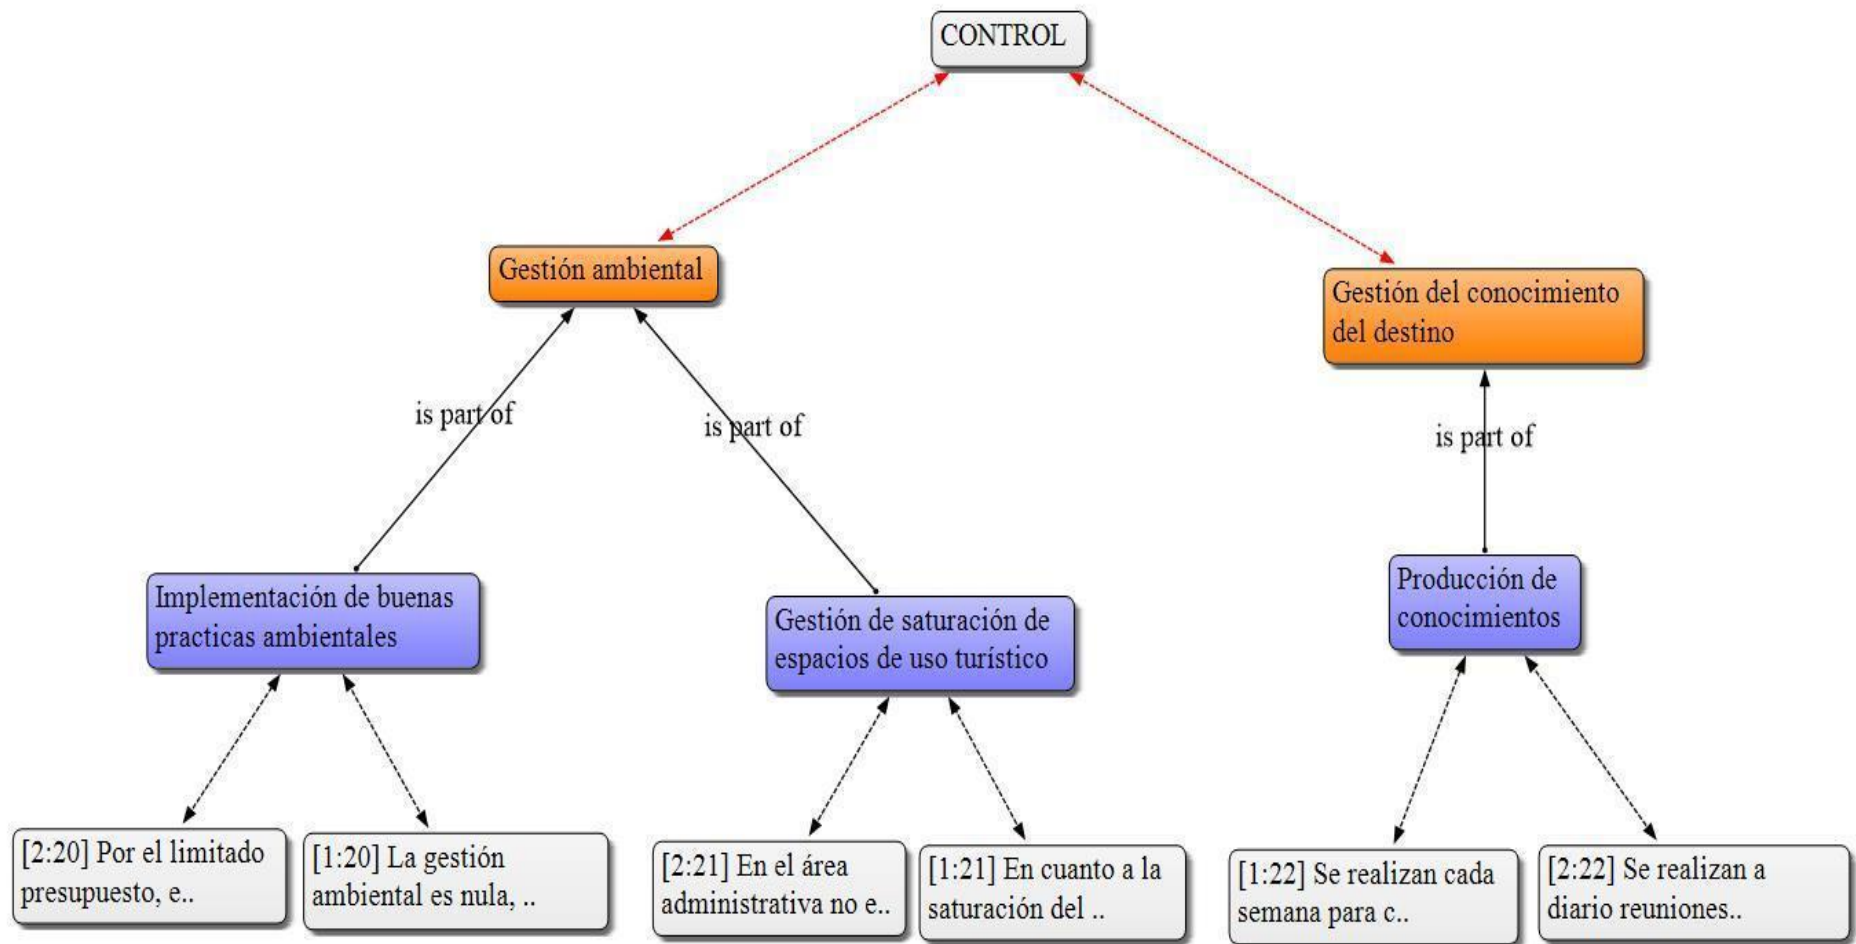 CONTROL
Gestión ambiental
Gestión del conocimiento
del destino
is part of
is part of
is part of
Implementación de buenas
practicas ambientales
Gestión de saturación de
espacios de uso turístico
Producción de
conocimientos
[2:20] Por el limitado
presupuesto, e..
[1:20] La gestión
ambiental es nula, ..
[2:21] En el área
administrativa no e..
[1:21] En cuanto a la
saturación del ..
[1:22] Se realizan cada
semana para c..
[2:22] Se realizan a
diario reuniones..